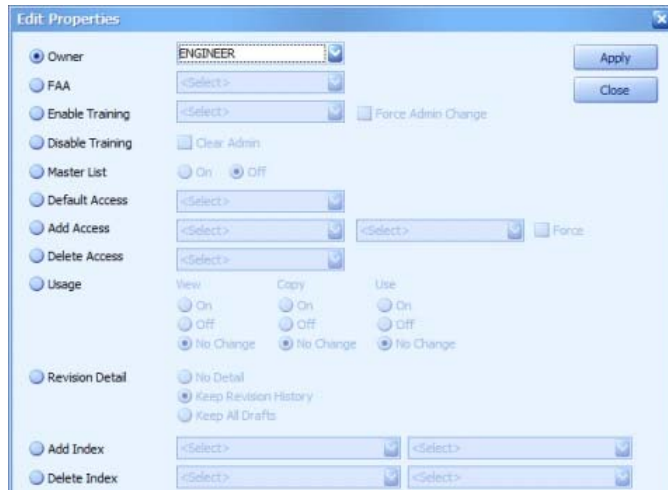 Edit Properties
Owner ENGINEER Apply
FAA <Select> Close
Enable Training <Select> Force Admin Change
Disable Training Clear Admin
Master List On Off
Default Access <Select>
Add Access <Select> <Select> Force
Delete Access <Select>
Usage View Copy Use
On On On
Off Off Off
No Change No Change No Change
Revision Detail No Detail
Keep Revision History
Keep All Drafts
Add Index <Select> <Select>
Delete Index <Select> <Select>